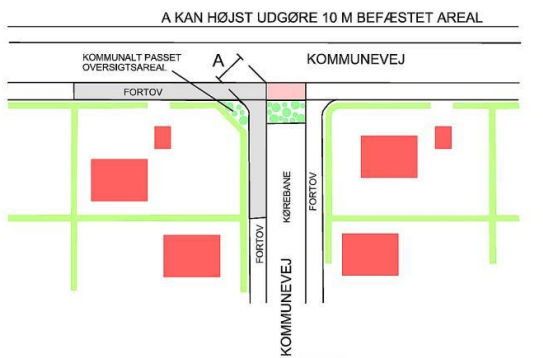 A KAN HØJST UDGØRE 10 M BEFÆSTET AREAL
KOMMUNALT PASSET
OVERSIGTSAREAL
A
KOMMUNEVEJ
FORTOV
KØREBANE
FORTOV
FORTOV
KOMMUNEVEJ